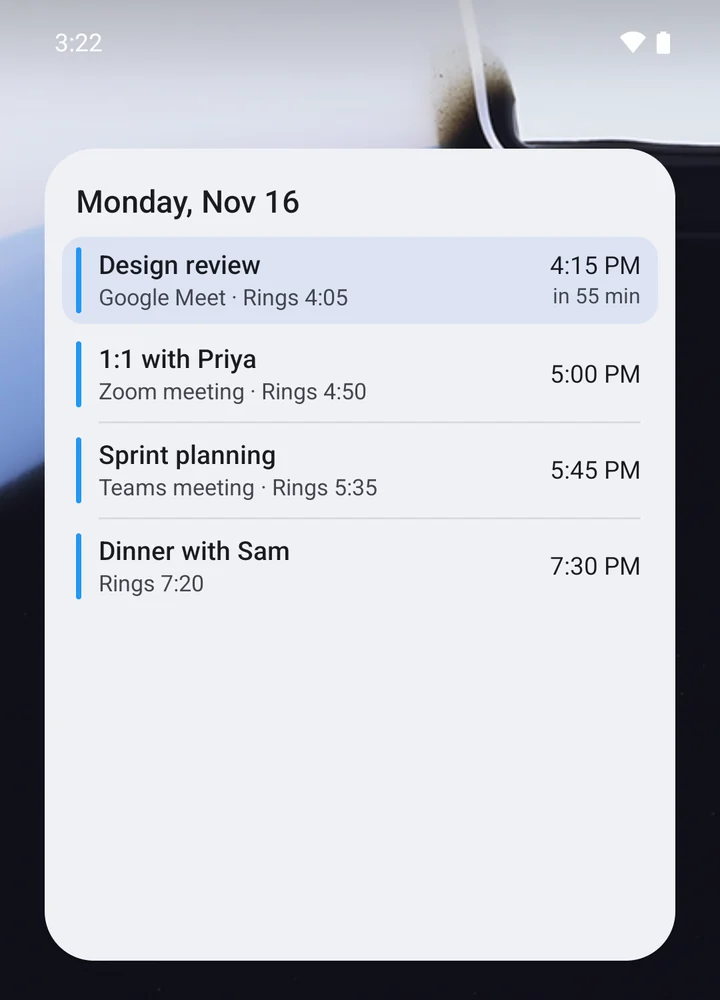 3:22
Monday, Nov 16
Design review
4:15 PM
Google Meet · Rings 4:05
in 55 min
1:1 with Priya
5:00 PM
Zoom meeting · Rings 4:50
Sprint planning
5:45 PM
Teams meeting · Rings 5:35
Dinner with Sam
7:30 PM
Rings 7:20